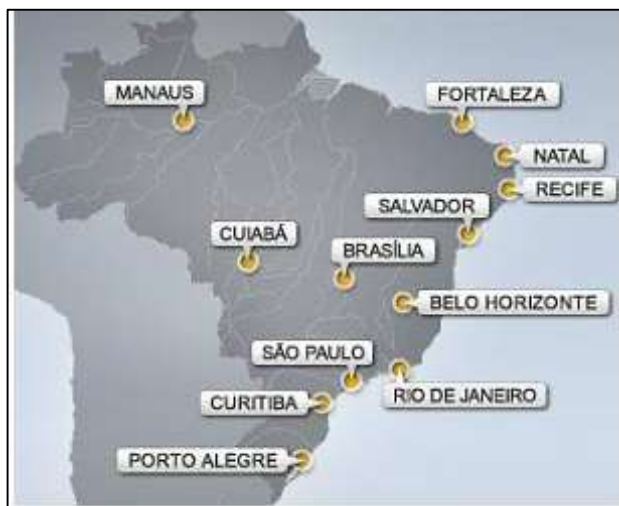 MANAUS
FORTALEZA
NATAL
RECIFE
SALVADOR
CUIABÁ
BRASÍLIA
BELO HORIZONTE
SÃO PAULO
RIO DE JANEIRO
CURITIBA
PORTO ALEGRE